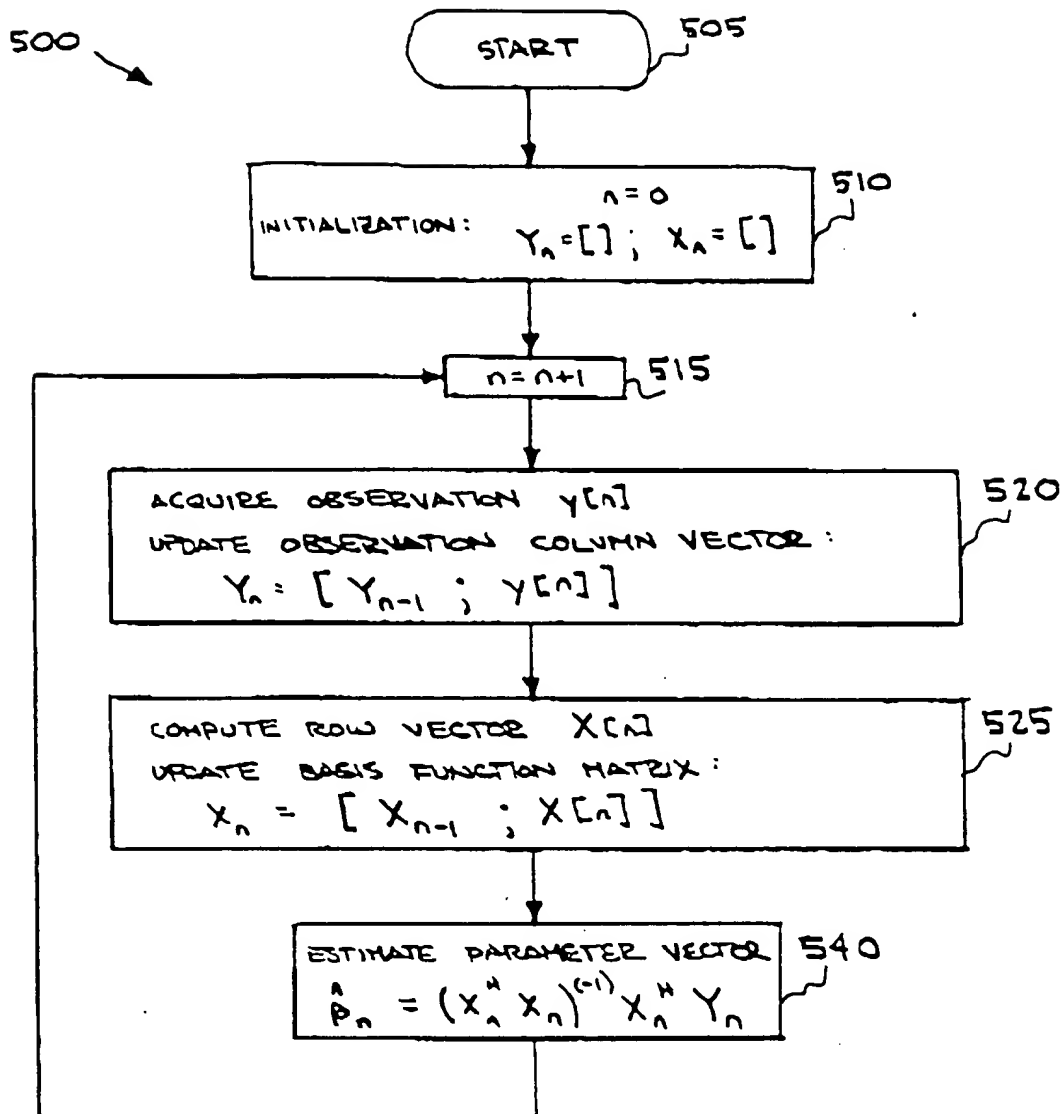 500
START
505
510
n = 0
INITIALIZATION: Yₙ = [ ] ; Xₙ = [ ]
n = n+1
515
520
ACQUIRE OBSERVATION y[n]
UPDATE OBSERVATION COLUMN VECTOR:
Yₙ = [ Yₙ₋₁ ; y[n] ]
525
COMPUTE ROW VECTOR X[n]
UPDATE BASIS FUNCTION MATRIX:
Xₙ = [ Xₙ₋₁ ; X[n] ]
540
ESTIMATE PARAMETER VECTOR
β̂ₙ = (Xₙᴴ Xₙ)⁽⁻¹⁾ Xₙᴴ Yₙ